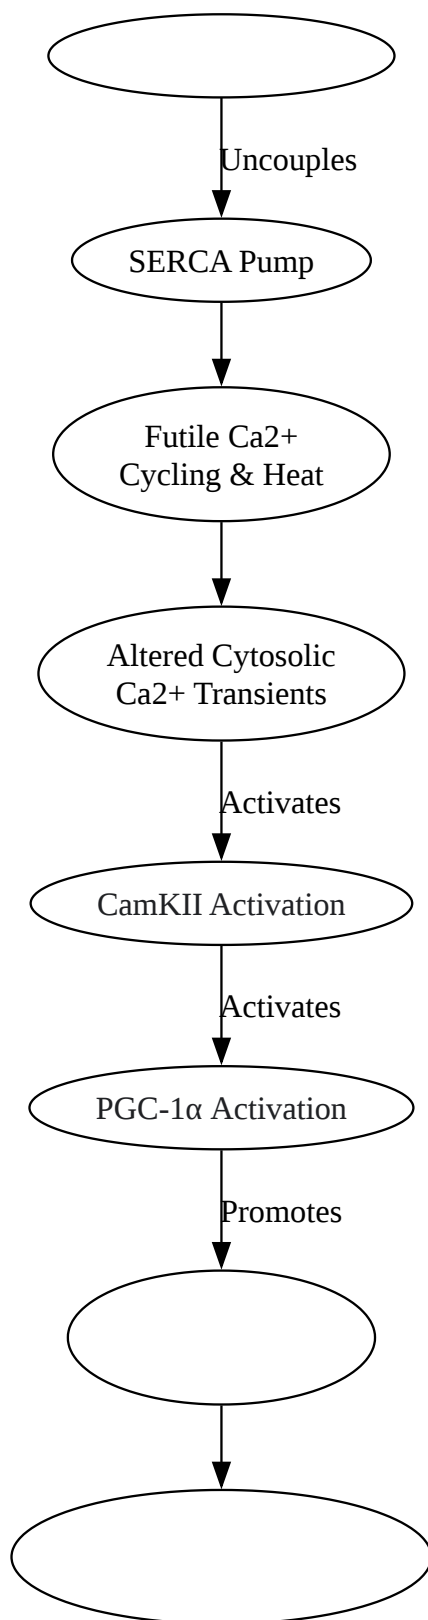 Uncouples
SERCA Pump
Futile Ca2+
Cycling & Heat
Altered Cytosolic
Ca2+ Transients
Activates
CamKII Activation
Activates
PGC-1α Activation
Promotes